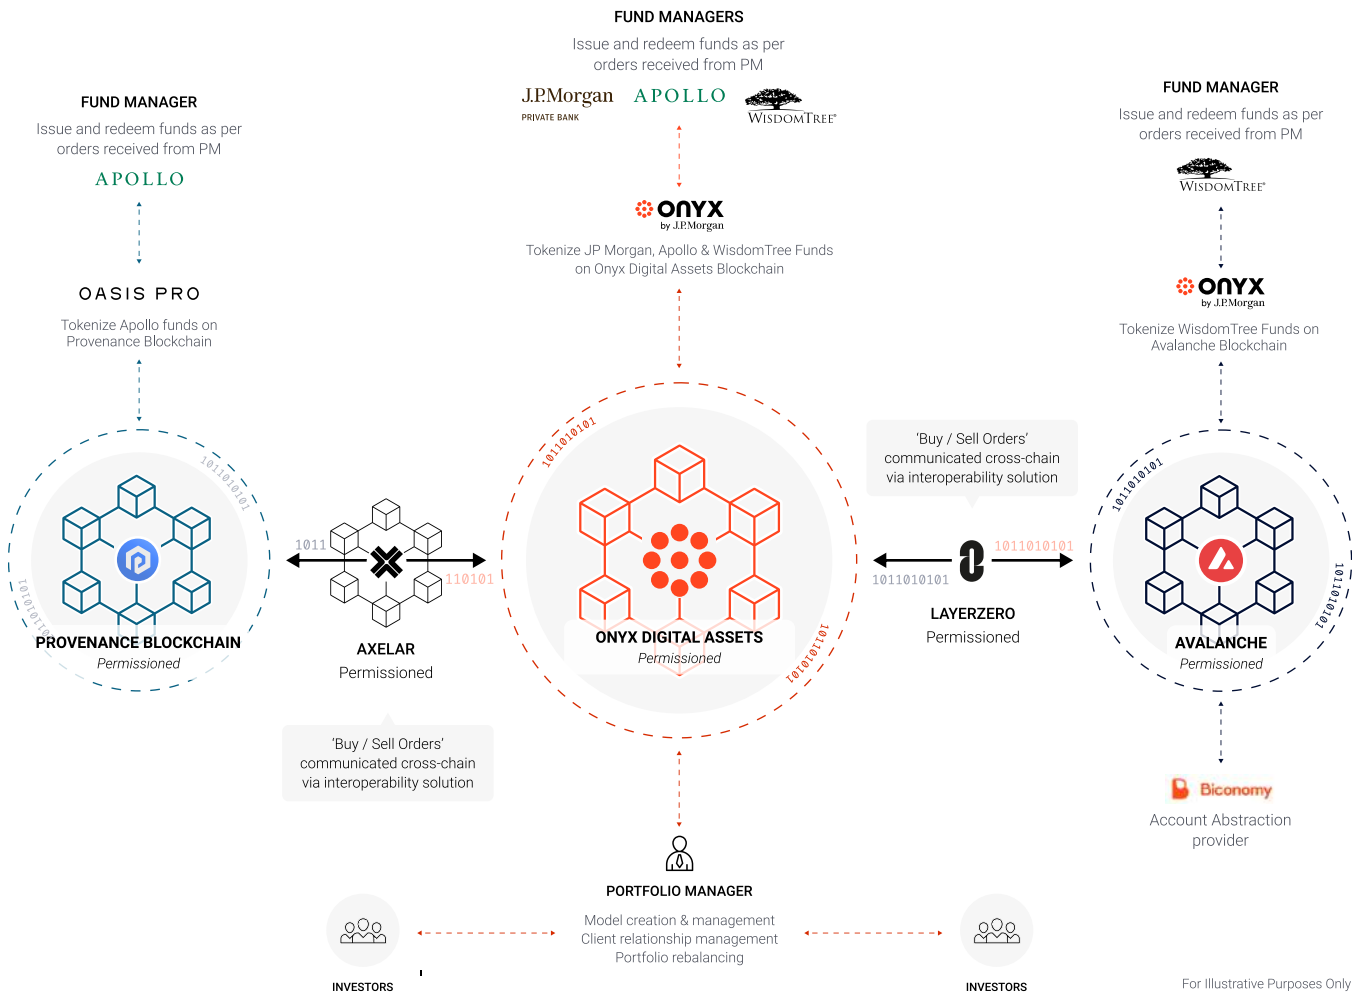 FUND MANAGERS
Issue and redeem funds as per
orders received from PM
J.P.Morgan
PRIVATE BANK
APOLLO
WISDOMTREE®
FUND MANAGER
Issue and redeem funds as per
orders received from PM
APOLLO
OASIS PRO
Tokenize Apollo funds on
Provenance Blockchain
ONYX
by J.P.Morgan
Tokenize JP Morgan, Apollo & WisdomTree Funds
on Onyx Digital Assets Blockchain
FUND MANAGER
Issue and redeem funds as per
orders received from PM
WISDOMTREE®
ONYX
by J.P.Morgan
Tokenize WisdomTree Funds on
Avalanche Blockchain
1011010101
1011010101
PROVENANCE BLOCKCHAIN
Permissioned
1011
110101
AXELAR
Permissioned
'Buy / Sell Orders'
communicated cross-chain
via interoperability solution
1011010101
1011010101
ONYX DIGITAL ASSETS
Permissioned
'Buy / Sell Orders'
communicated cross-chain
via interoperability solution
1011010101
1011010101
LAYERZERO
Permissioned
1011010101
1011010101
AVALANCHE
Permissioned
Biconomy
Account Abstraction
provider
PORTFOLIO MANAGER
Model creation & management
Client relationship management
Portfolio rebalancing
INVESTORS
INVESTORS
For Illustrative Purposes Only